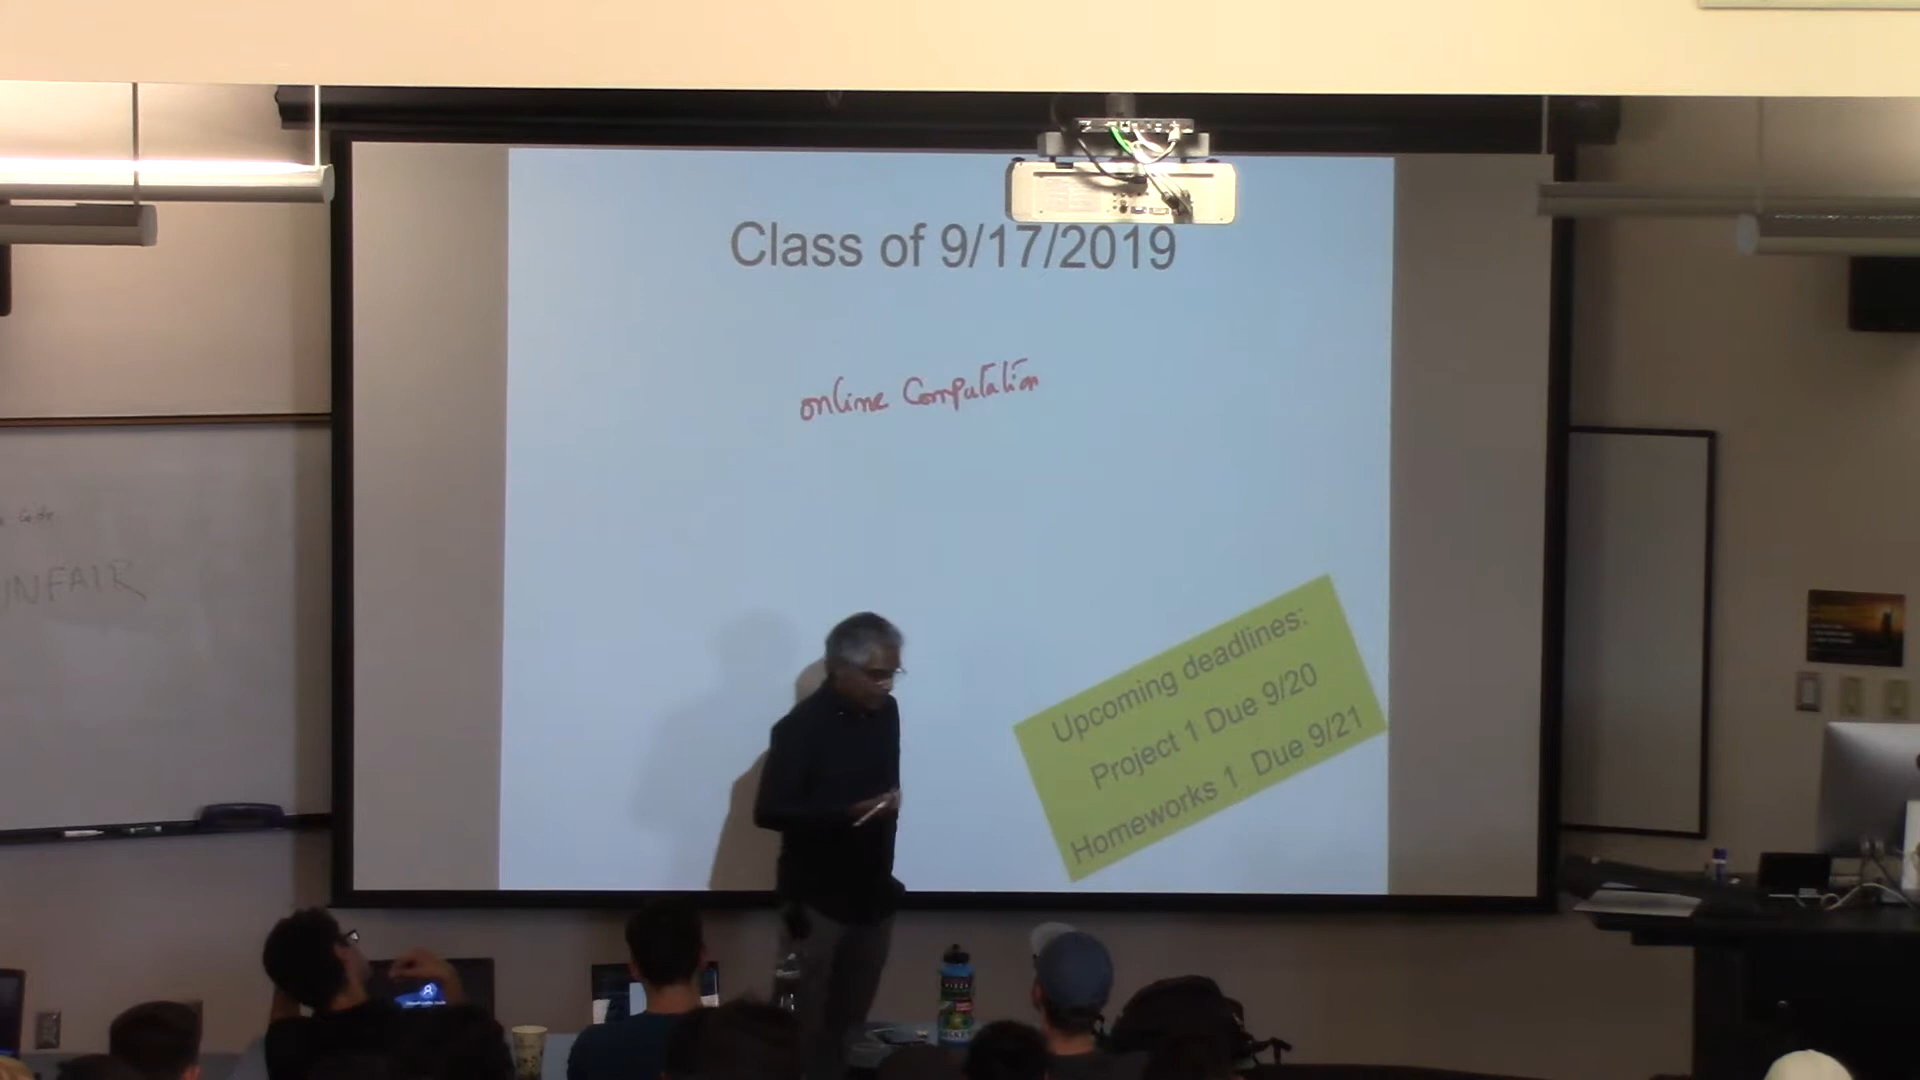 Class of 9/17/2019
online Computation
Upcoming deadlines:
Project 1 Due 9/20
Homeworks 1 Due 9/21
INFAIR